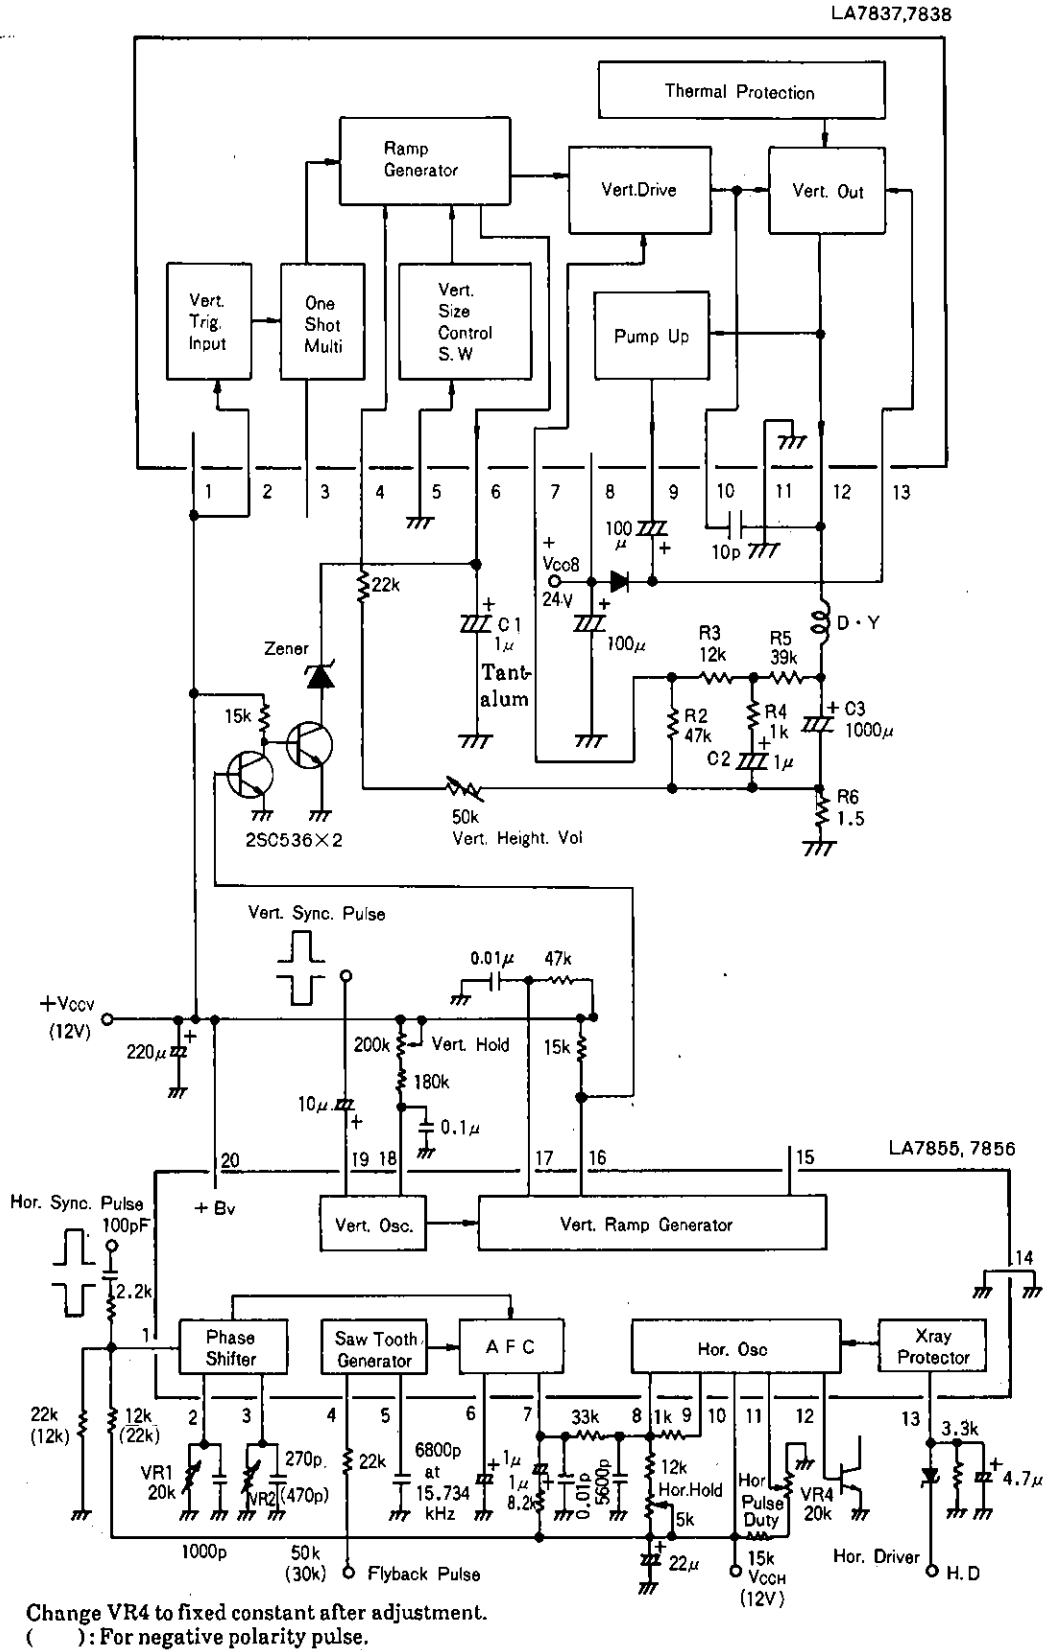 LA7837,7838
Thermal Protection
Ramp
Generator
Vert.Drive
Vert. Out
Vert.
Trig.
Input
One
Shot
Multi
Vert.
Size
Control
S.W
Pump Up
1
2
3
4
5
6
7
8
9
10
11
12
13
100
μ
+
10p
+
Vcc8
24V
22k
+
C1
1μ
Tant-
alum
+
100μ
D·Y
R3
12k
R5
39k
Zener
15k
R2
47k
R4
1k
C2
+
1μ
+
C3
1000μ
2SC536×2
50k
Vert. Height. Vol
R6
1.5
Vert. Sync. Pulse
0.01μ
47k
+Vccv
(12V)
220μ
+
200k
Vert. Hold
15k
180k
10μ
+
0.1μ
LA7855, 7856
20
19
18
17
16
15
+Bv
Hor. Sync. Pulse
100pF
2.2k
Vert. Osc.
Vert. Ramp Generator
14
1
Phase
Shifter
Saw Tooth
Generator
AFC
Hor. Osc
Xray
Protector
2
3
4
5
6
7
8
9
10
11
12
13
22k
(12k)
12k
(22k)
33k
1k
3.3k
VR1
20k
VR2
270p
(470p)
22k
6800p
at
15.734
kHz
1μ
+
1μ
+
8.2k
0.01p
5600p
12k
Hor.Hold
5k
Hor
Pulse
Duty
VR4
20k
+
4.7μ
1000p
50k
(30k)
Flyback Pulse
+
22μ
15k
VccH
(12V)
Hor. Driver
H.D
Change VR4 to fixed constant after adjustment.
( ): For negative polarity pulse.